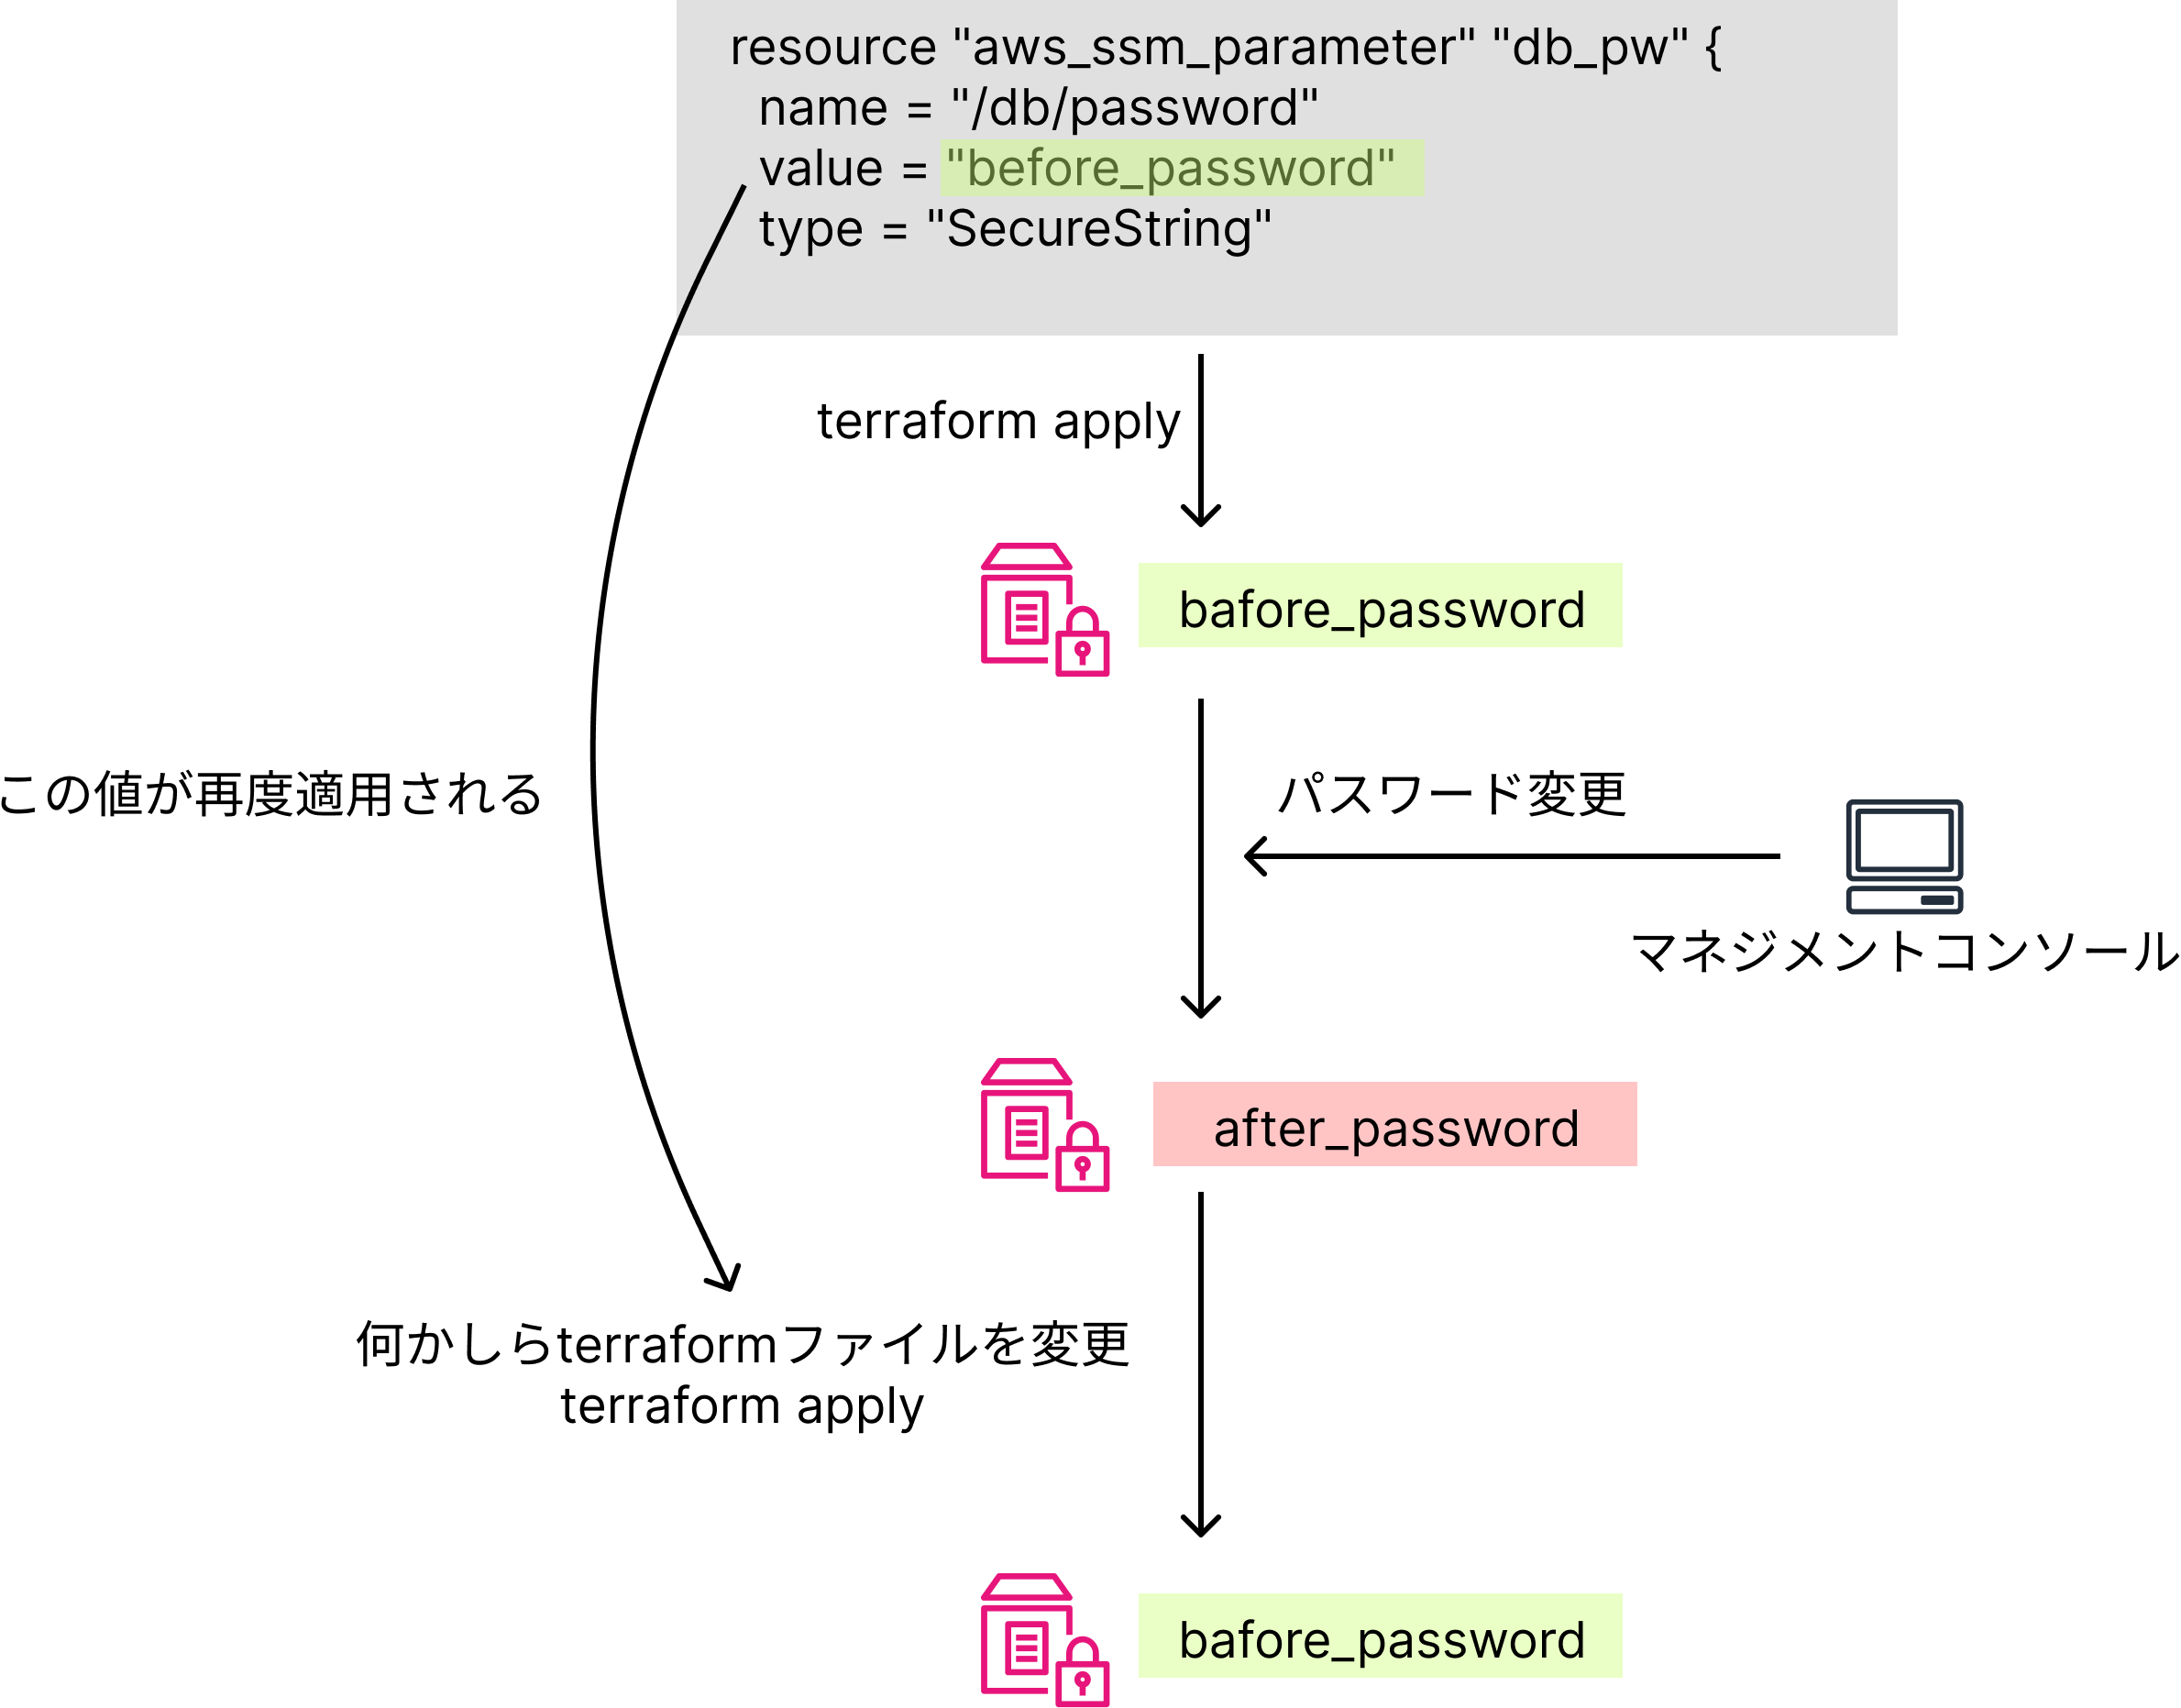 resource "aws_ssm_parameter" "db_pw" {
name = "/db/password"
value = "before_password"
type = "SecureString"
terraform apply
bafore_password
この値が再度適用される
パスワード変更
マネジメントコンソール
after_password
何かしらterraformファイルを変更
terraform apply
bafore_password